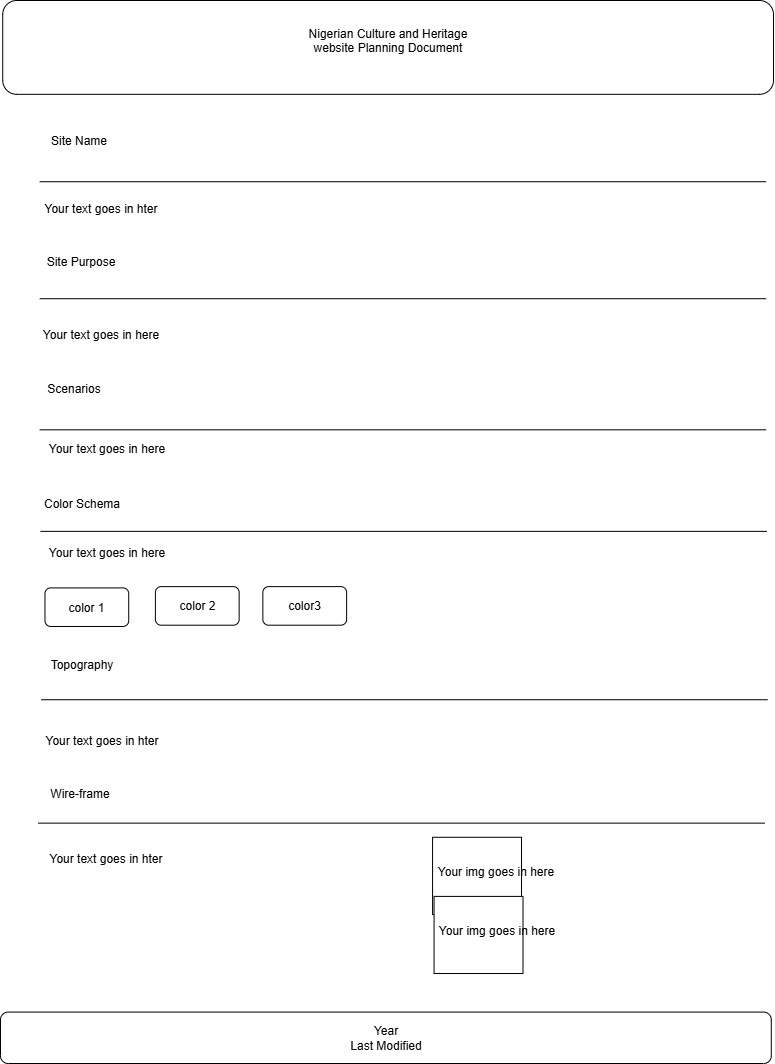 Nigerian Culture and Heritage
website Planning Document
Site Name
Your text goes in hter
Site Purpose
Your text goes in here
Scenarios
Your text goes in here
Color Schema
Your text goes in here
color 1
color 2
color3
Topography
Your text goes in hter
Wire-frame
Your text goes in hter
Your img goes in here
Your img goes in here
Year
Last Modified